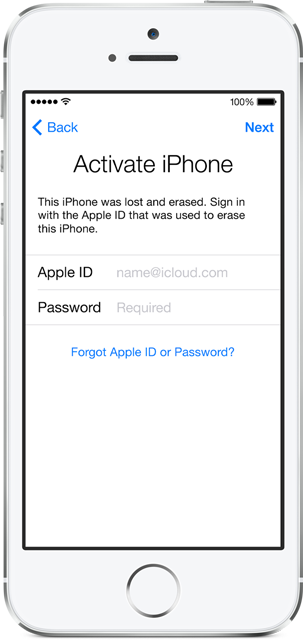 100%
Back Next
Activate iPhone
This iPhone was lost and erased. Sign in
with the Apple ID that was used to erase
this iPhone.
Apple ID name@icloud.com
Password Required
Forgot Apple ID or Password?